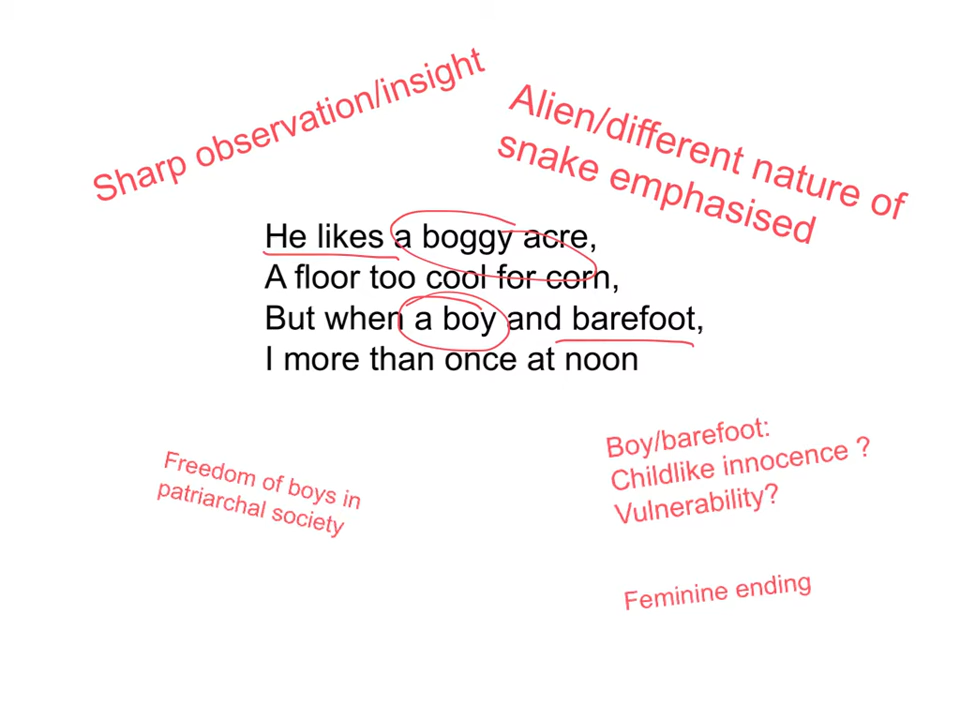 Sharp observation/insight
Alien/different nature of
snake emphasised
He likes a boggy acre,
A floor too cool for corn,
But when a boy and barefoot,
I more than once at noon
Freedom of boys in
patriarchal society
Boy/barefoot:
Childlike innocence ?
Vulnerability?
Feminine ending